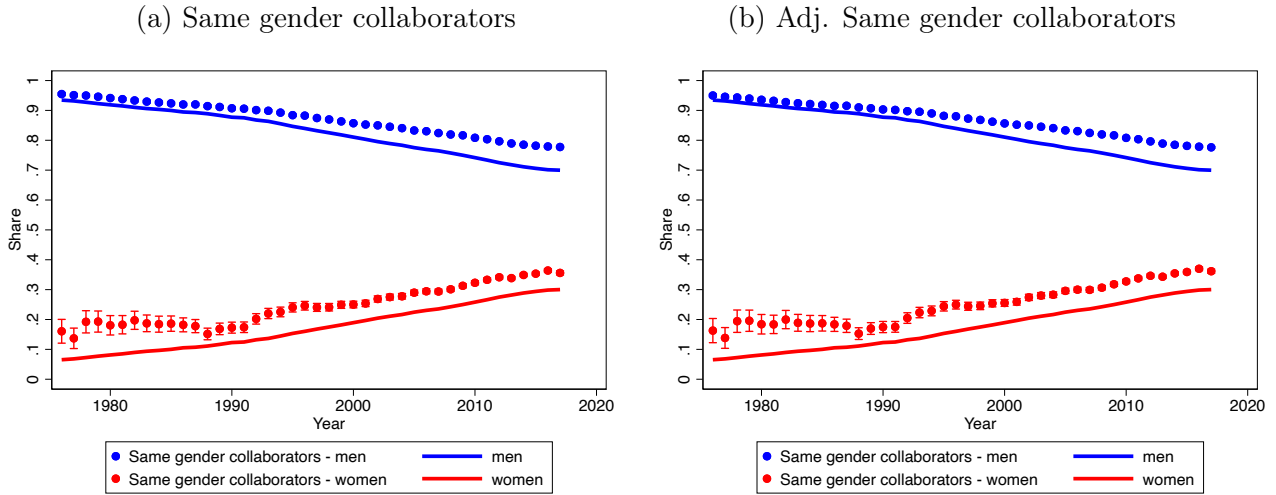 (a) Same gender collaborators
(b) Adj. Same gender collaborators
Share
0 .1 .2 .3 .4 .5 .6 .7 .8 .9 1
1980 1990 2000 2010 2020
Year
Same gender collaborators - men
men
Same gender collaborators - women
women
Share
0 .1 .2 .3 .4 .5 .6 .7 .8 .9 1
1980 1990 2000 2010 2020
Year
Same gender collaborators - men
men
Same gender collaborators - women
women